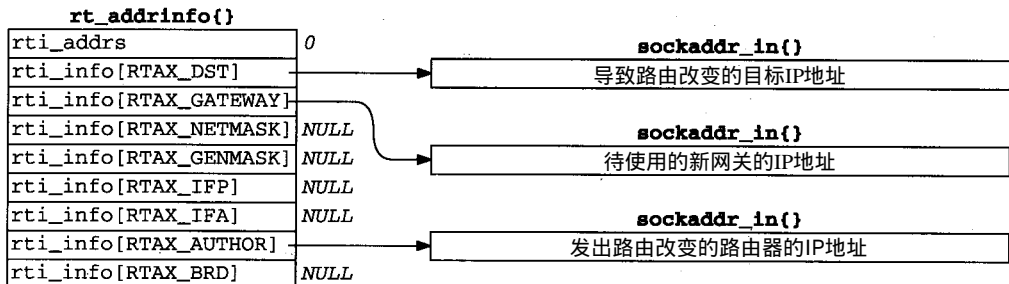 rt_addrinfo{}
rti_addrs 0
sockaddr_in{}
rti_info[RTAX_DST]
导致路由改变的目标IP地址
rti_info[RTAX_GATEWAY]
rti_info[RTAX_NETMASK] NULL
sockaddr_in{}
rti_info[RTAX_GENMASK] NULL
待使用的新网关的IP地址
rti_info[RTAX_IFP] NULL
rti_info[RTAX_IFA] NULL
sockaddr_in{}
rti_info[RTAX_AUTHOR]
发出路由改变的路由器的IP地址
rti_info[RTAX_BRD] NULL